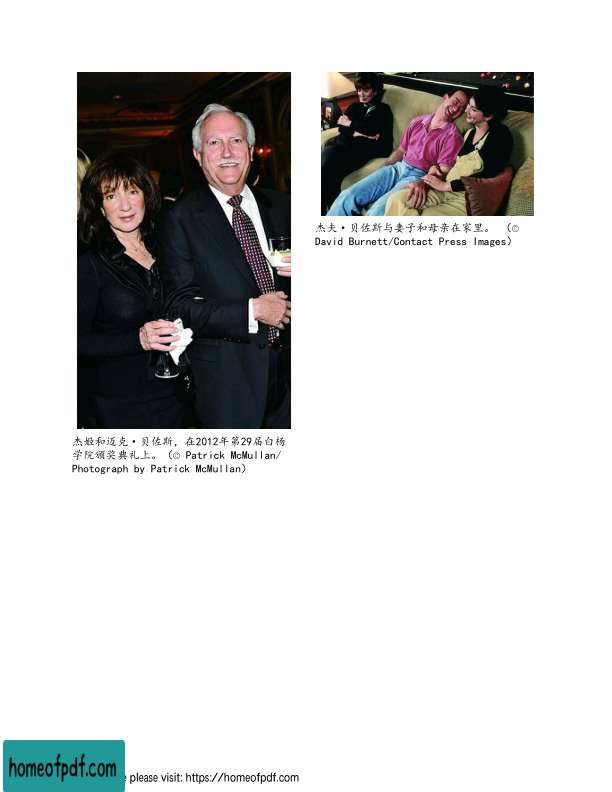 杰姬和迈克·贝佐斯，在2012年第29届白杨
学院颁奖典礼上。（© Patrick McMullan/
Photograph by Patrick McMullan）
杰夫·贝佐斯与妻子和母亲在家里。 （©
David Burnett/Contact Press Images）
homeofpdf.com
please visit: https://homeofpdf.com